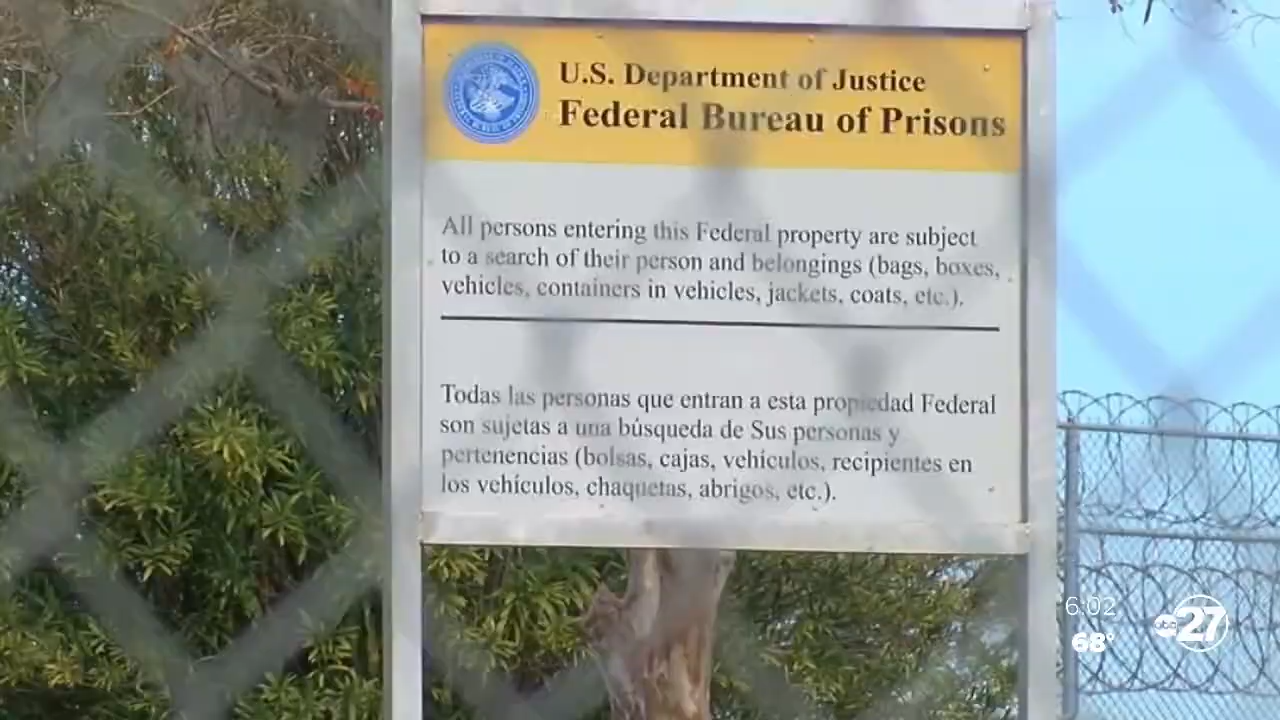 U.S. Department of Justice
Federal Bureau of Prisons
All persons entering this Federal property are subject
to a search of their person and belongings (bags, boxes,
vehicles, containers in vehicles, jackets, coats, etc.).
Todas las personas que entran a esta propiedad Federal
son sujetas a una búsqueda de Sus personas y
pertenencias (bolsas, cajas, vehículos, recipientes en
los vehículos, chaquetas, abrigos, etc.).
6:02
68°
abc 27